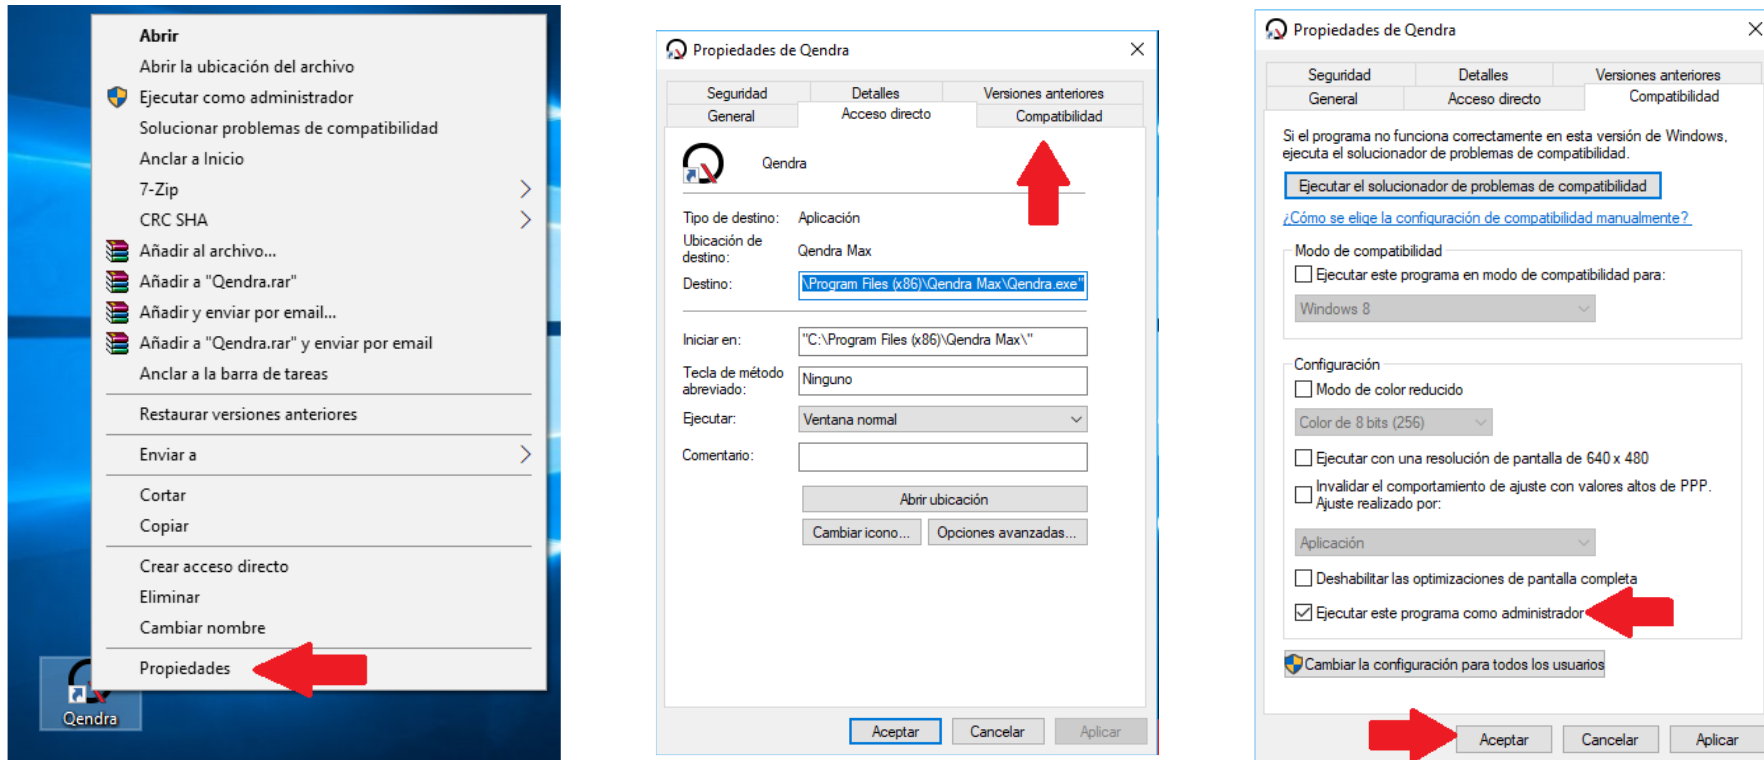 Abrir
Abrir la ubicación del archivo
Ejecutar como administrador
Solucionar problemas de compatibilidad
Anclar a Inicio
7-Zip
CRC SHA
Añadir al archivo...
Añadir a "Qendra.rar"
Añadir y enviar por email...
Añadir a "Qendra.rar" y enviar por email
Anclar a la barra de tareas
Restaurar versiones anteriores
Enviar a
Cortar
Copiar
Crear acceso directo
Eliminar
Cambiar nombre
Propiedades
Qendra
Propiedades de Qendra
Seguridad Detalles Versiones anteriores
General Acceso directo Compatibilidad
Qendra
Tipo de destino: Aplicación
Ubicación de
destino: Qendra Max
Destino: \Program Files (x86)\Qendra Max\Qendra.exe"
Iniciar en: "C:\Program Files (x86)\Qendra Max\"
Tecla de método
abreviado: Ninguno
Ejecutar: Ventana normal
Comentario:
Abrir ubicación
Cambiar icono... Opciones avanzadas...
Aceptar Cancelar Aplicar
Propiedades de Qendra
Seguridad Detalles Versiones anteriores
General Acceso directo Compatibilidad
Si el programa no funciona correctamente en esta versión de Windows,
ejecuta el solucionador de problemas de compatibilidad.
Ejecutar el solucionador de problemas de compatibilidad
¿Cómo se elige la configuración de compatibilidad manualmente?
Modo de compatibilidad
Ejecutar este programa en modo de compatibilidad para:
Windows 8
Configuración
Modo de color reducido
Color de 8 bits (256)
Ejecutar con una resolución de pantalla de 640 x 480
Invalidar el comportamiento de ajuste con valores altos de PPP.
Ajuste realizado por:
Aplicación
Deshabilitar las optimizaciones de pantalla completa
Ejecutar este programa como administrador
Cambiar la configuración para todos los usuarios
Aceptar Cancelar Aplicar